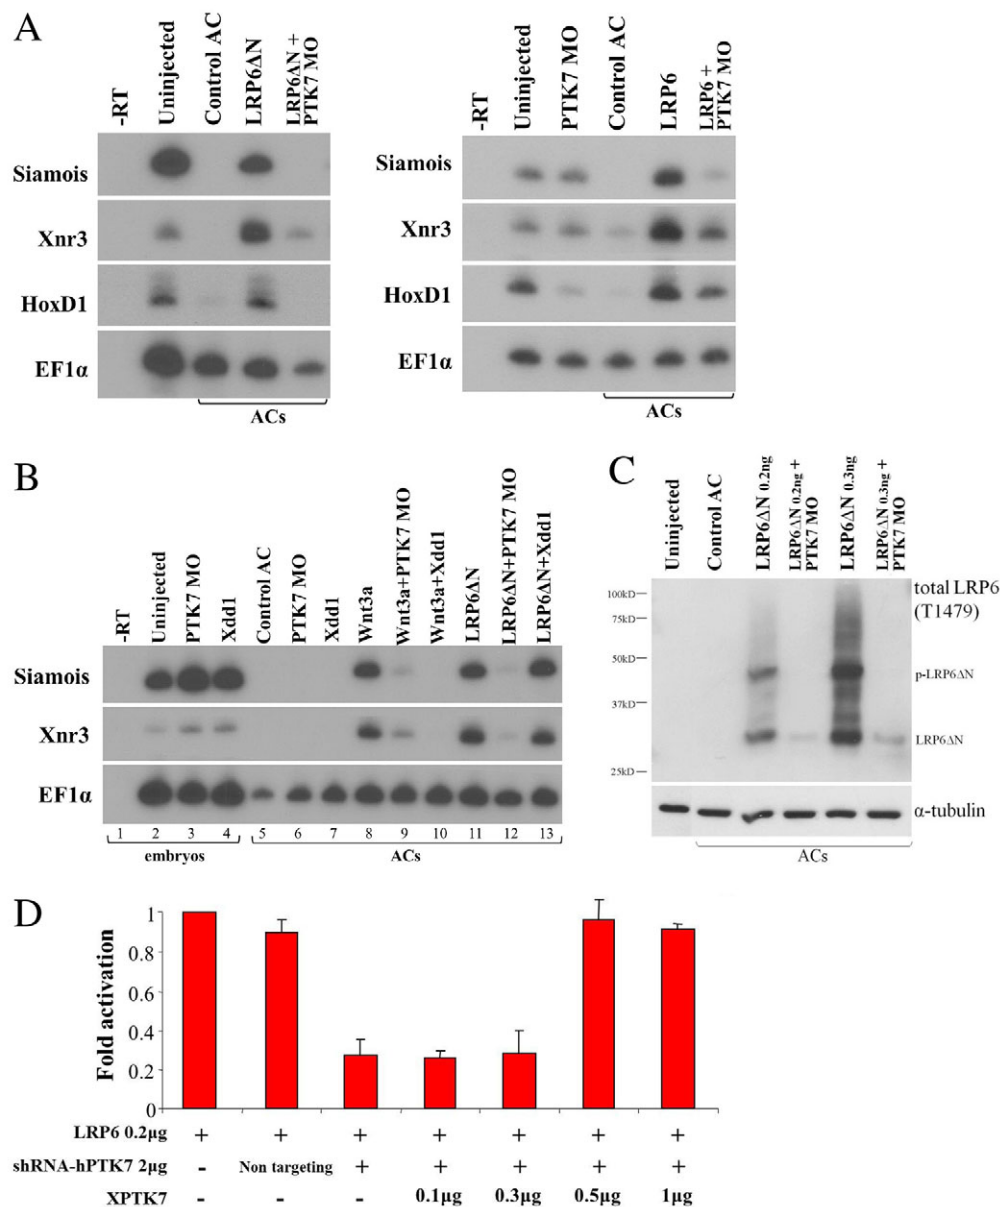 A
-RT
Uninjected
Control AC
LRP6ΔN
LRP6ΔN +
PTK7 MO
Siamois
Xnr3
HoxD1
EF1α
ACs
-RT
Uninjected
PTK7 MO
Control AC
LRP6
LRP6 +
PTK7 MO
Siamois
Xnr3
HoxD1
EF1α
ACs
B
-RT
Uninjected
PTK7 MO
Xdd1
Control AC
PTK7 MO
Xdd1
Wnt3a
Wnt3a+PTK7 MO
Wnt3a+Xdd1
LRP6ΔN
LRP6ΔN+PTK7 MO
LRP6ΔN+Xdd1
Siamois
Xnr3
EF1α
1 2 3 4 5 6 7 8 9 10 11 12 13
embryos ACs
C
Uninjected
Control AC
LRP6ΔN 0.2ng
LRP6ΔN 0.2ng +
PTK7 MO
LRP6ΔN 0.3ng
LRP6ΔN 0.3ng +
PTK7 MO
100kD
75kD
50kD
37kD
25kD
total LRP6
(T1479)
p-LRP6ΔN
LRP6ΔN
α-tubulin
ACs
D
Fold activation
1
0.8
0.6
0.4
0.2
0
LRP6 0.2μg + + + + + + +
shRNA-hPTK7 2μg - Non targeting + + + + +
XPTK7 - - - 0.1μg 0.3μg 0.5μg 1μg